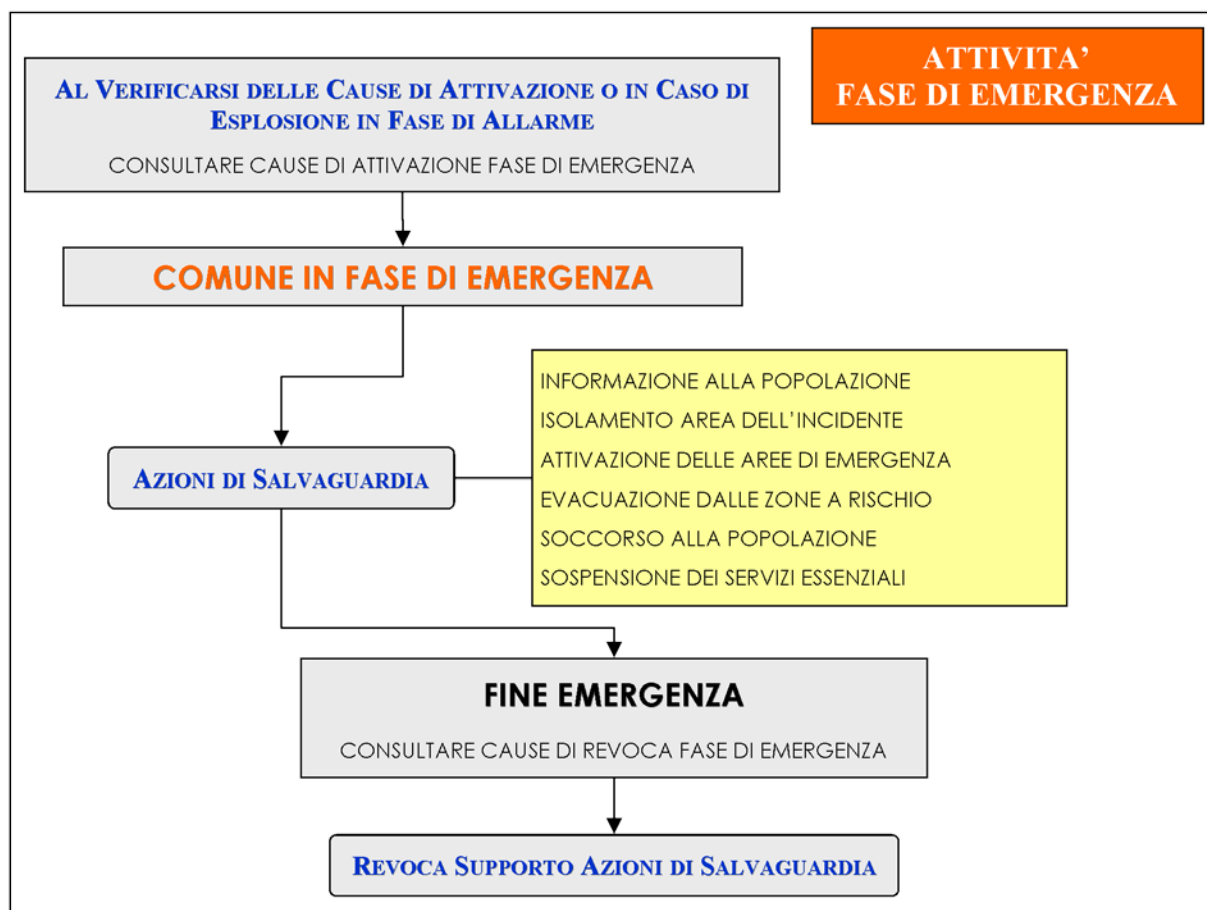 ATTIVITA’
FASE DI EMERGENZA
AL VERIFICARSI DELLE CAUSE DI ATTIVAZIONE O IN CASO DI
ESPLOSIONE IN FASE DI ALLARME
CONSULTARE CAUSE DI ATTIVAZIONE FASE DI EMERGENZA
COMUNE IN FASE DI EMERGENZA
INFORMAZIONE ALLA POPOLAZIONE
ISOLAMENTO AREA DELL’INCIDENTE
ATTIVAZIONE DELLE AREE DI EMERGENZA
EVACUAZIONE DALLE ZONE A RISCHIO
SOCCORSO ALLA POPOLAZIONE
SOSPENSIONE DEI SERVIZI ESSENZIALI
AZIONI DI SALVAGUARDIA
FINE EMERGENZA
CONSULTARE CAUSE DI REVOCA FASE DI EMERGENZA
REVOCA SUPPORTO AZIONI DI SALVAGUARDIA